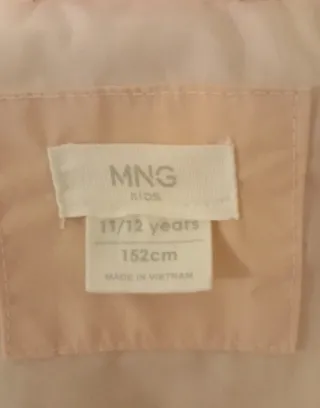 MNG
KIDS
11/12 years
152cm
MADE IN VIETNAM